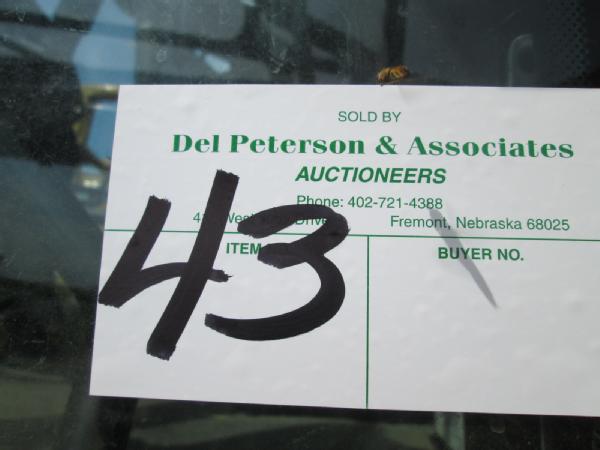 SOLD BY
Del Peterson & Associates
AUCTIONEERS
Phone: 402-721-4388
Fremont, Nebraska 68025
ITEM BUYER NO.
43